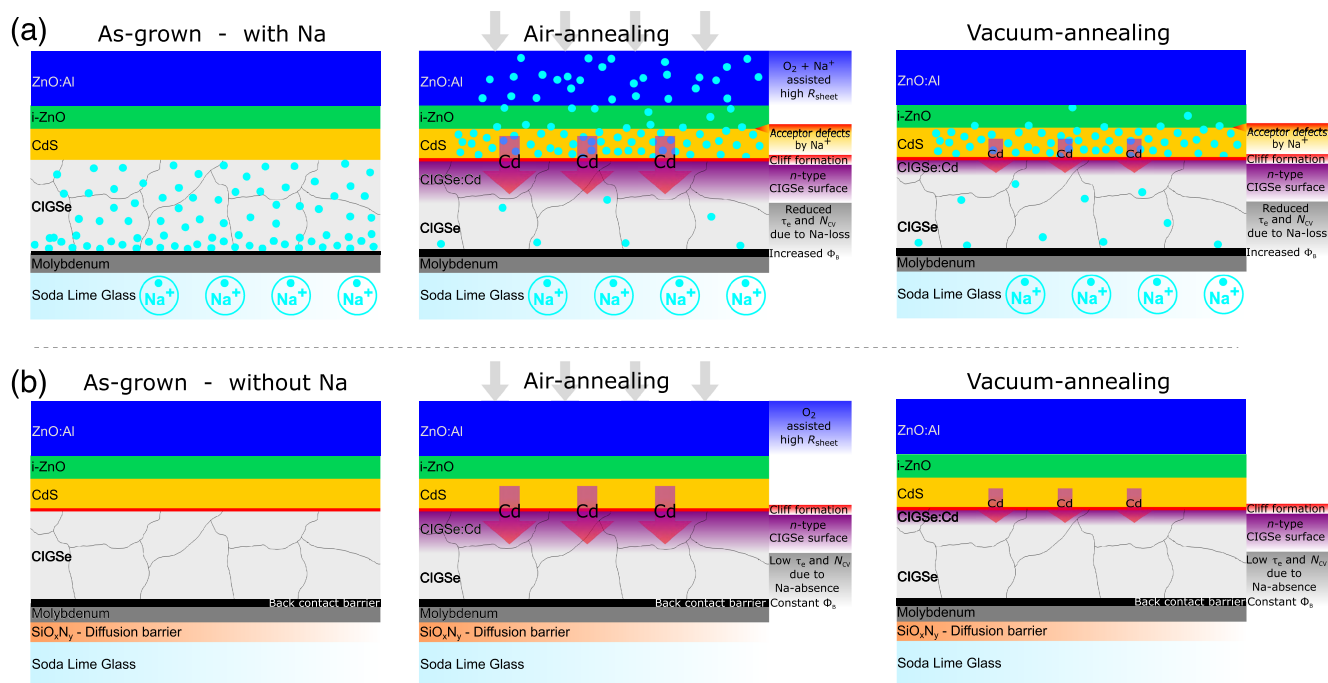 (a)
As-grown - with Na
ZnO:Al
i-ZnO
CdS
CIGSe
Molybdenum
Soda Lime Glass
Na+
Na+
Na+
Na+
Air-annealing
ZnO:Al
i-ZnO
CdS
Cd
Cd
Cd
CIGSe:Cd
CIGSe
Molybdenum
Soda Lime Glass
Na+
Na+
Na+
Na+
O2 + Na+
assisted
high Rsheet
Acceptor defects
by Na+
Cliff formation
n-type
CIGSe surface
Reduced
τe and NCV
due to Na-loss
Increased ΦB
Vacuum-annealing
ZnO:Al
i-ZnO
CdS
Cd
Cd
Cd
CIGSe:Cd
CIGSe
Molybdenum
Soda Lime Glass
Na+
Na+
Na+
Na+
Acceptor defects
by Na+
Cliff formation
n-type
CIGSe surface
Reduced
τe and NCV
due to Na-loss
Increased ΦB
(b)
As-grown - without Na
ZnO:Al
i-ZnO
CdS
CIGSe
Back contact barrier
Molybdenum
SiOxNy - Diffusion barrier
Soda Lime Glass
Air-annealing
ZnO:Al
i-ZnO
CdS
Cd
Cd
Cd
CIGSe:Cd
CIGSe
Back contact barrier
Molybdenum
SiOxNy - Diffusion barrier
Soda Lime Glass
O2
assisted
high Rsheet
Cliff formation
n-type
CIGSe surface
Low τe and NCV
due to
Na-absence
Constant ΦB
Vacuum-annealing
ZnO:Al
i-ZnO
CdS
Cd
Cd
Cd
CIGSe:Cd
CIGSe
Back contact barrier
Molybdenum
SiOxNy - Diffusion barrier
Soda Lime Glass
Cliff formation
n-type
CIGSe surface
Low τe and NCV
due to
Na-absence
Constant ΦB